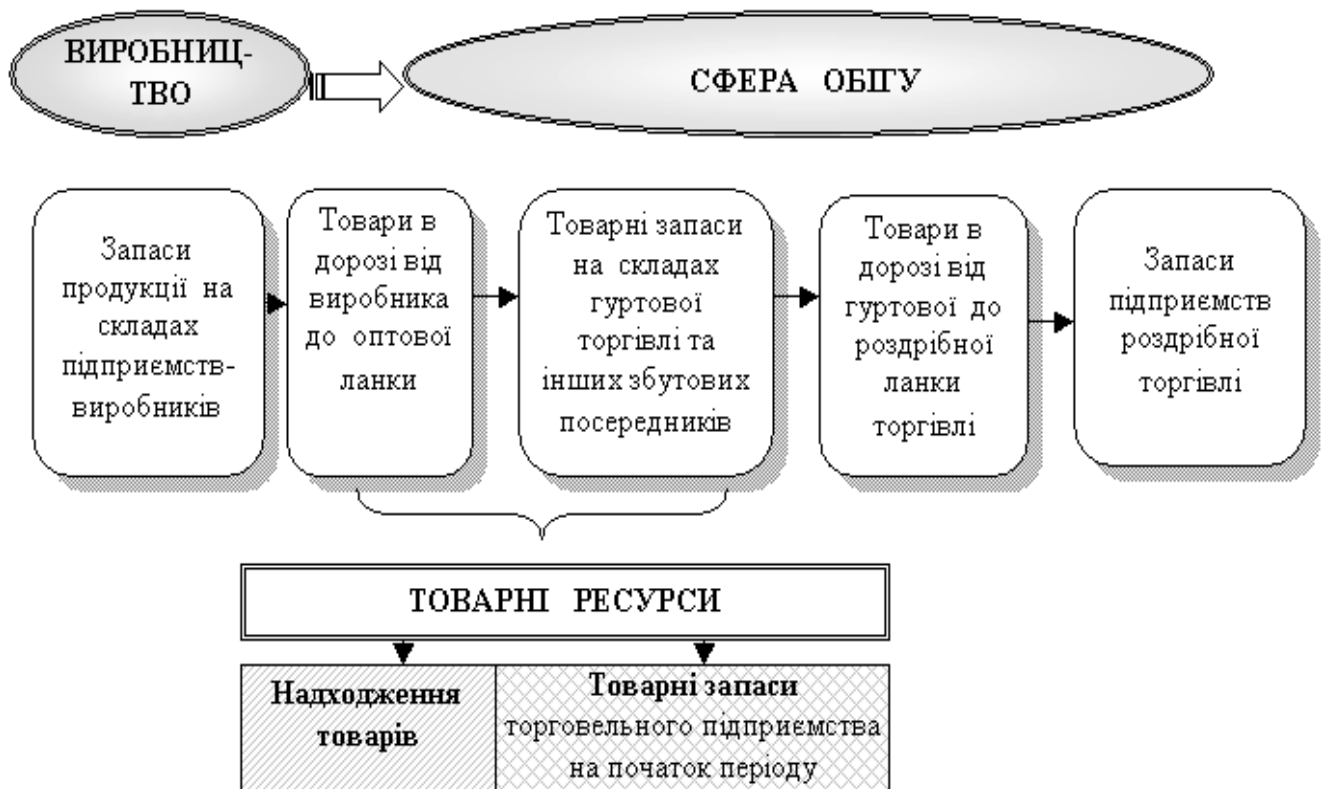 ВИРОБНИЦ-
ТВО
СФЕРА ОБІГУ
Запаси
продукції на
складах
підприємств-
виробників
Товари в
дорозі від
виробника
до оптової
ланки
Товарні запаси
на складах
гуртової
торгівлі та
інших збутових
посередників
Товари в
дорозі від
гуртової до
роздрібної
ланки
торгівлі
Запаси
підприємств
роздрібної
торгівлі
ТОВАРНІ РЕСУРСИ
Надходження
товарів
Товарні запаси
торговельного підприємства
на початок періоду